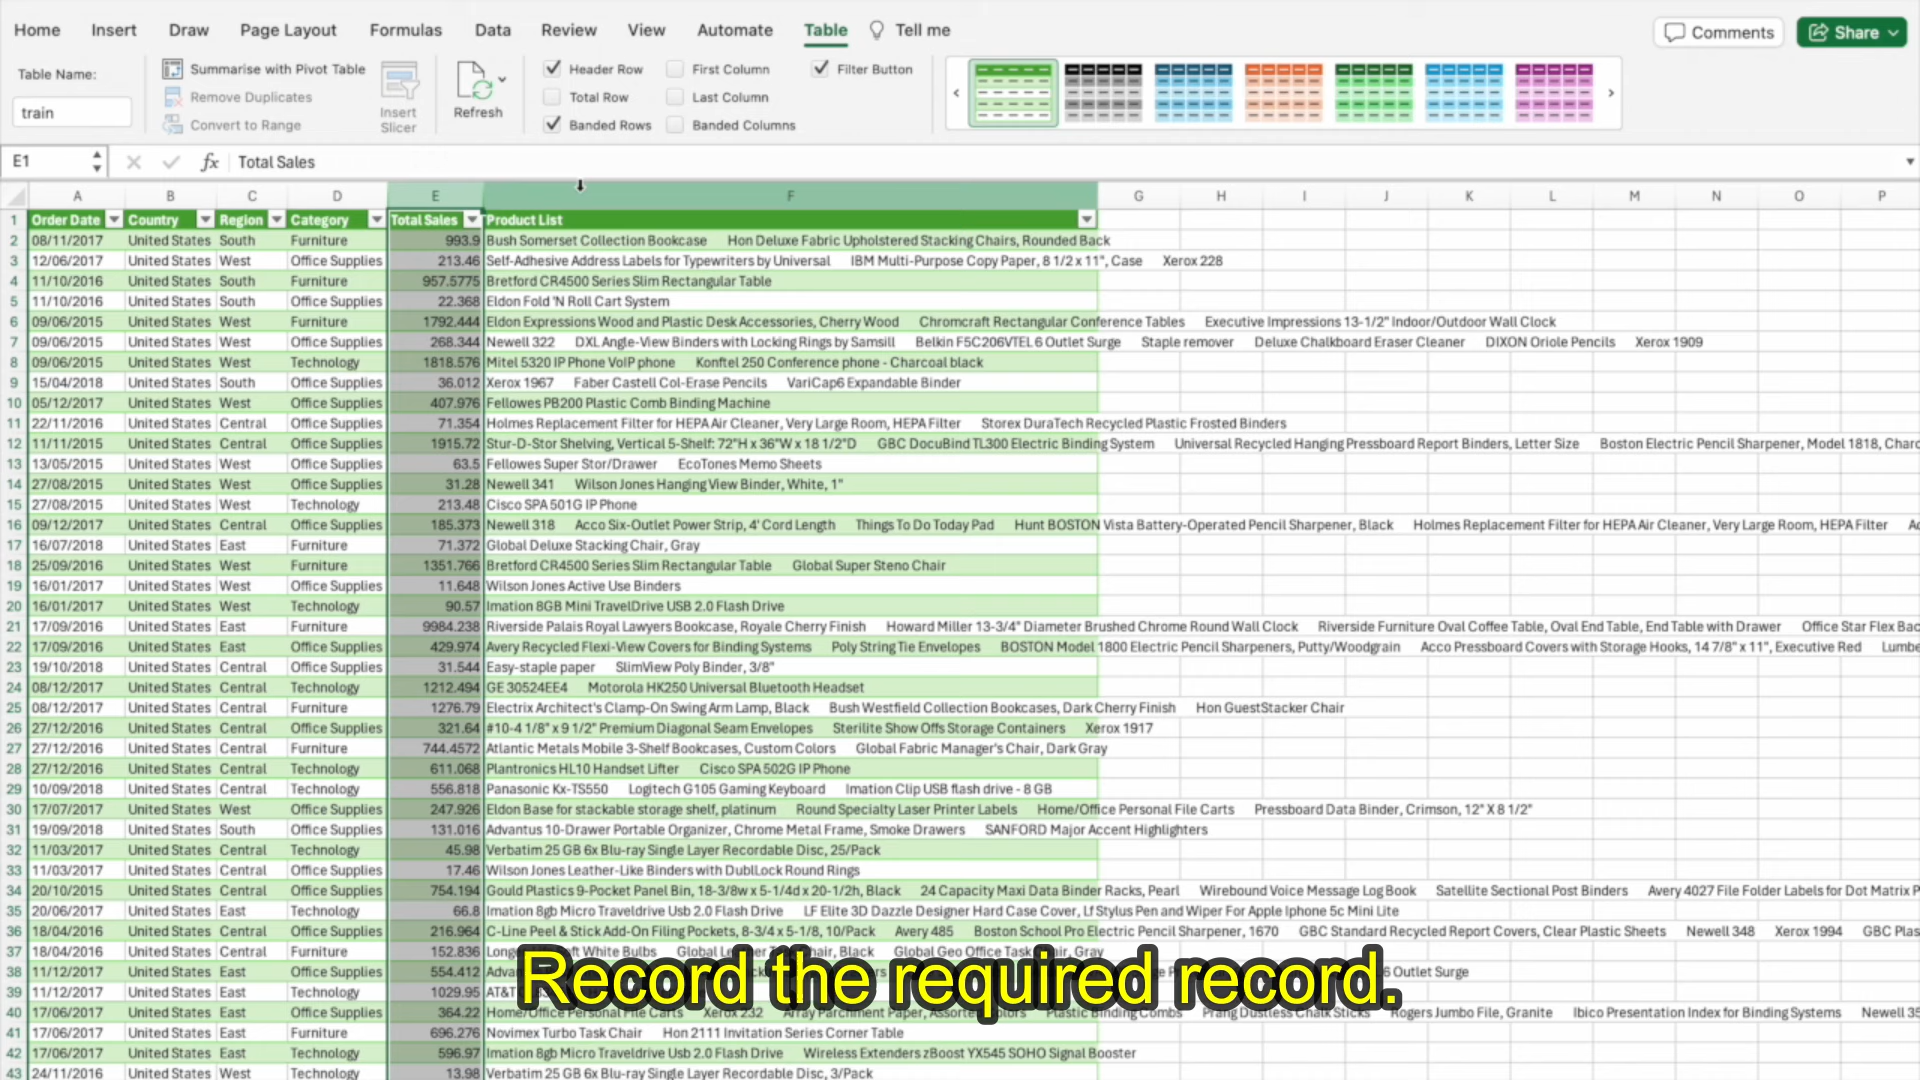 Home Insert Draw Page Layout Formulas Data Review View Automate Table Tell me Comments Share
Table Name: Summarise with Pivot Table Header Row First Column Filter Button
train Remove Duplicates Insert Slicer Refresh Total Row Last Column
Convert to Range Banded Rows Banded Columns
E1 fx Total Sales
A B C D E F G H I J K L M N O P
1 Order Date Country Region Category Total Sales Product List
2 08/11/2017 United States South Furniture 993.9 Bush Somerset Collection Bookcase Hon Deluxe Fabric Upholstered Stacking Chairs, Rounded Back
3 12/06/2017 United States West Office Supplies 213.46 Self-Adhesive Address Labels for Typewriters by Universal IBM Multi-Purpose Copy Paper, 8 1/2 x 11", Case Xerox 228
4 11/10/2016 United States South Furniture 957.5775 Bretford CR4500 Series Slim Rectangular Table
5 11/10/2016 United States South Office Supplies 22.368 Eldon Fold 'N Roll Cart System
6 09/06/2015 United States West Furniture 1792.444 Eldon Expressions Wood and Plastic Desk Accessories, Cherry Wood Chromcraft Rectangular Conference Tables Executive Impressions 13-1/2" Indoor/Outdoor Wall Clock
7 09/06/2015 United States West Office Supplies 268.344 Newell 322 DXL Angle-View Binders with Locking Rings by Samsill Belkin F5C206VTEL 6 Outlet Surge Staple remover Deluxe Chalkboard Eraser Cleaner DIXON Oriole Pencils Xerox 1909
8 09/06/2015 United States West Technology 1818.576 Mitel 5320 IP Phone VoIP phone Konftel 250 Conference phone - Charcoal black
9 15/04/2018 United States South Office Supplies 36.012 Xerox 1967 Faber Castell Col-Erase Pencils VariCap6 Expandable Binder
10 05/12/2017 United States West Office Supplies 407.976 Fellowes PB200 Plastic Comb Binding Machine
11 22/11/2016 United States Central Office Supplies 71.354 Holmes Replacement Filter for HEPA Air Cleaner, Very Large Room, HEPA Filter Storex DuraTech Recycled Plastic Frosted Binders
12 11/11/2015 United States Central Office Supplies 1915.72 Stur-D-Stor Shelving, Vertical 5-Shelf: 72"H x 36"W x 18 1/2"D GBC DocuBind TL300 Electric Binding System Universal Recycled Hanging Pressboard Report Binders, Letter Size Boston Electric Pencil Sharpener, Model 1818, Charc
13 13/05/2015 United States West Office Supplies 63.5 Fellowes Super Stor/Drawer EcoTones Memo Sheets
14 27/08/2015 United States West Office Supplies 31.28 Newell 341 Wilson Jones Hanging View Binder, White, 1"
15 27/08/2015 United States West Technology 213.48 Cisco SPA 501G IP Phone
16 09/12/2017 United States Central Office Supplies 185.373 Newell 318 Acco Six-Outlet Power Strip, 4' Cord Length Things To Do Today Pad Hunt BOSTON Vista Battery-Operated Pencil Sharpener, Black Holmes Replacement Filter for HEPA Air Cleaner, Very Large Room, HEPA Filter
17 16/07/2018 United States East Furniture 71.372 Global Deluxe Stacking Chair, Gray
18 25/09/2016 United States West Furniture 1351.766 Bretford CR4500 Series Slim Rectangular Table Global Super Steno Chair
19 16/01/2017 United States West Office Supplies 11.648 Wilson Jones Active Use Binders
20 16/01/2017 United States West Technology 90.57 Imation 8GB Mini TravelDrive USB 2.0 Flash Drive
21 17/09/2016 United States East Furniture 9984.238 Riverside Palais Royal Lawyers Bookcase, Royale Cherry Finish Howard Miller 13-3/4" Diameter Brushed Chrome Round Wall Clock Riverside Furniture Oval Coffee Table, Oval End Table, End Table with Drawer Office Star Flex Bac
22 17/09/2016 United States East Office Supplies 429.974 Avery Recycled Flexi-View Covers for Binding Systems Poly String Tie Envelopes BOSTON Model 1800 Electric Pencil Sharpeners, Putty/Woodgrain Acco Pressboard Covers with Storage Hooks, 14 7/8" x 11", Executive Red Lumbe
23 19/10/2018 United States Central Office Supplies 31.544 Easy-staple paper SlimView Poly Binder, 3/8"
24 08/12/2017 United States Central Technology 1212.494 GE 30524EE4 Motorola HK250 Universal Bluetooth Headset
25 08/12/2017 United States Central Furniture 1276.79 Electrix Architect's Clamp-On Swing Arm Lamp, Black Bush Westfield Collection Bookcases, Dark Cherry Finish Hon GuestStacker Chair
26 27/12/2016 United States Central Office Supplies 321.64 #10-4 1/8" x 9 1/2" Premium Diagonal Seam Envelopes Sterilite Show Offs Storage Containers Xerox 1917
27 27/12/2016 United States Central Furniture 744.4572 Atlantic Metals Mobile 3-Shelf Bookcases, Custom Colors Global Fabric Manager's Chair, Dark Gray
28 27/12/2016 United States Central Technology 611.068 Plantronics HL10 Handset Lifter Cisco SPA 502G IP Phone
29 10/09/2018 United States Central Technology 556.818 Panasonic Kx-TS550 Logitech G105 Gaming Keyboard Imation Clip USB flash drive - 8 GB
30 17/07/2017 United States West Office Supplies 247.926 Eldon Base for stackable storage shelf, platinum Round Specialty Laser Printer Labels Home/Office Personal File Carts Pressboard Data Binder, Crimson, 12" X 8 1/2"
31 19/09/2018 United States South Office Supplies 131.016 Advantus 10-Drawer Portable Organizer, Chrome Metal Frame, Smoke Drawers SANFORD Major Accent Highlighters
32 11/03/2017 United States Central Technology 45.98 Verbatim 25 GB 6x Blu-ray Single Layer Recordable Disc, 25/Pack
33 11/03/2017 United States Central Office Supplies 17.46 Wilson Jones Leather-Like Binders with DublLock Round Rings
34 20/10/2015 United States Central Office Supplies 754.194 Gould Plastics 9-Pocket Panel Bin, 18-3/8w x 5-1/4d x 20-1/2h, Black 24 Capacity Maxi Data Binder Racks, Pearl Wirebound Voice Message Log Book Satellite Sectional Post Binders Avery 4027 File Folder Labels for Dot Matrix P
35 20/06/2017 United States East Technology 66.8 Imation 8gb Micro Traveldrive Usb 2.0 Flash Drive LF Elite 3D Dazzle Designer Hard Case Cover, Lf Stylus Pen and Wiper For Apple Iphone 5c Mini Lite
36 18/04/2016 United States Central Office Supplies 216.964 C-Line Peel & Stick Add-On Filing Pockets, 8-3/4 x 5-1/8, 10/Pack Avery 485 Boston School Pro Electric Pencil Sharpener, 1670 GBC Standard Recycled Report Covers, Clear Plastic Sheets Newell 348 Xerox 1994 GBC Plas
37 18/04/2016 United States Central Furniture 152.836 White Bulbs Global Chair, Black Global Geo Office Task Chair, Gray
38 11/12/2016 United States East Office Supplies 554.412 Outlet Surge
39 11/12/2016 United States East Technology 1029.95 AT&T
40 17/06/2017 United States East Office Supplies 364.22 Home/Office Personal File Carts Xerox 232 Array Parchment Paper, Assorted Colors Plastic Binding Combs Prang Dustless Chalk Sticks Rogers Jumbo File, Granite Ibico Presentation Index for Binding Systems Newell 35
41 17/06/2017 United States East Furniture 696.276 Novimex Turbo Task Chair Hon 2111 Invitation Series Corner Table
42 17/06/2017 United States East Technology 596.97 Imation 8gb Micro Traveldrive Usb 2.0 Flash Drive Wireless Extenders zBoost YX545 SOHO Signal Booster
43 24/11/2016 United States West Technology 13.98 Verbatim 25 GB 6x Blu-ray Single Layer Recordable Disc, 3/Pack
Record the required record.